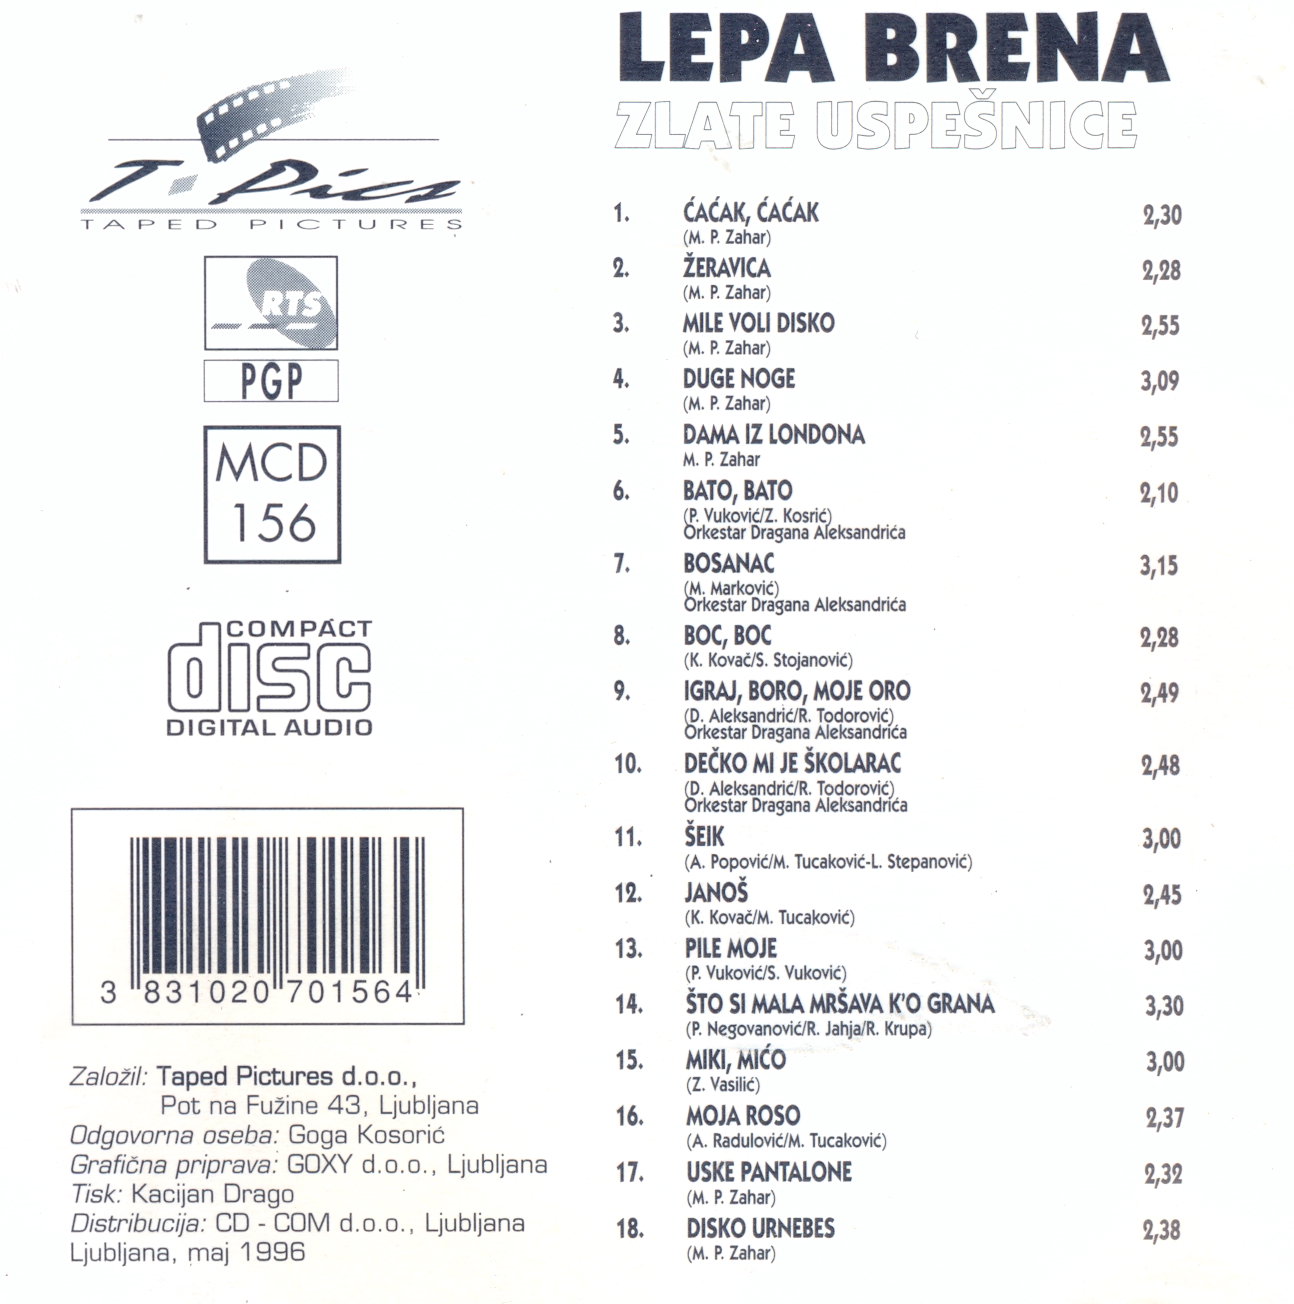 T·Pics
TAPED PICTURES
RTS
PGP
MCD
156
COMPACT
disc
DIGITAL AUDIO
3 831020 701564
Založil: Taped Pictures d.o.o.,
Pot na Fužine 43, Ljubljana
Odgovorna oseba: Goga Kosorić
Grafična priprava: GOXY d.o.o., Ljubljana
Tisk: Kacijan Drago
Distribucija: CD - COM d.o.o., Ljubljana
Ljubljana, maj 1996
LEPA BRENA
ZLATE USPEŠNICE
1. ĆAĆAK, ĆAĆAK 2,30
(M. P. Zahar)
2. ŽERAVICA 2,28
(M. P. Zahar)
3. MILE VOLI DISKO 2,55
(M. P. Zahar)
4. DUGE NOGE 3,09
(M. P. Zahar)
5. DAMA IZ LONDONA 2,55
M. P. Zahar
6. BATO, BATO 2,10
(P. Vuković/Z. Kosrić)
Orkestar Dragana Aleksandrića
7. BOSANAC 3,15
(M. Marković)
Orkestar Dragana Aleksandrića
8. BOC, BOC 2,28
(K. Kovač/S. Stojanović)
9. IGRAJ, BORO, MOJE ORO 2,49
(D. Aleksandrić/R. Todorović)
Orkestar Dragana Aleksandrića
10. DEČKO MI JE ŠKOLARAC 2,48
(D. Aleksandrić/R. Todorović)
Orkestar Dragana Aleksandrića
11. ŠEIK 3,00
(A. Popović/M. Tucaković-L. Stepanović)
12. JANOŠ 2,45
(K. Kovač/M. Tucaković)
13. PILE MOJE 3,00
(P. Vuković/S. Vuković)
14. ŠTO SI MALA MRŠAVA K'O GRANA 3,30
(P. Negovanović/R. Jahja/R. Krupa)
15. MIKI, MIĆO 3,00
(Z. Vasilić)
16. MOJA ROSO 2,37
(A. Radulović/M. Tucaković)
17. USKE PANTALONE 2,32
(M. P. Zahar)
18. DISKO URNEBES 2,38
(M. P. Zahar)